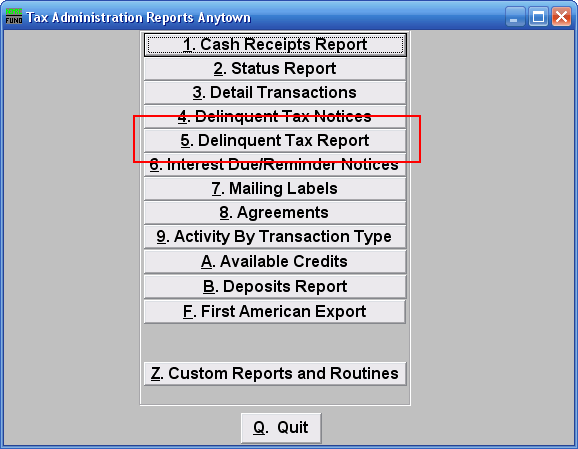 FUND Tax Administration Reports Anytown
1. Cash Receipts Report
2. Status Report
3. Detail Transactions
4. Delinquent Tax Notices
5. Delinquent Tax Report
6. Interest Due/Reminder Notices
7. Mailing Labels
8. Agreements
9. Activity By Transaction Type
A. Available Credits
B. Deposits Report
F. First American Export
Z. Custom Reports and Routines
Q. Quit